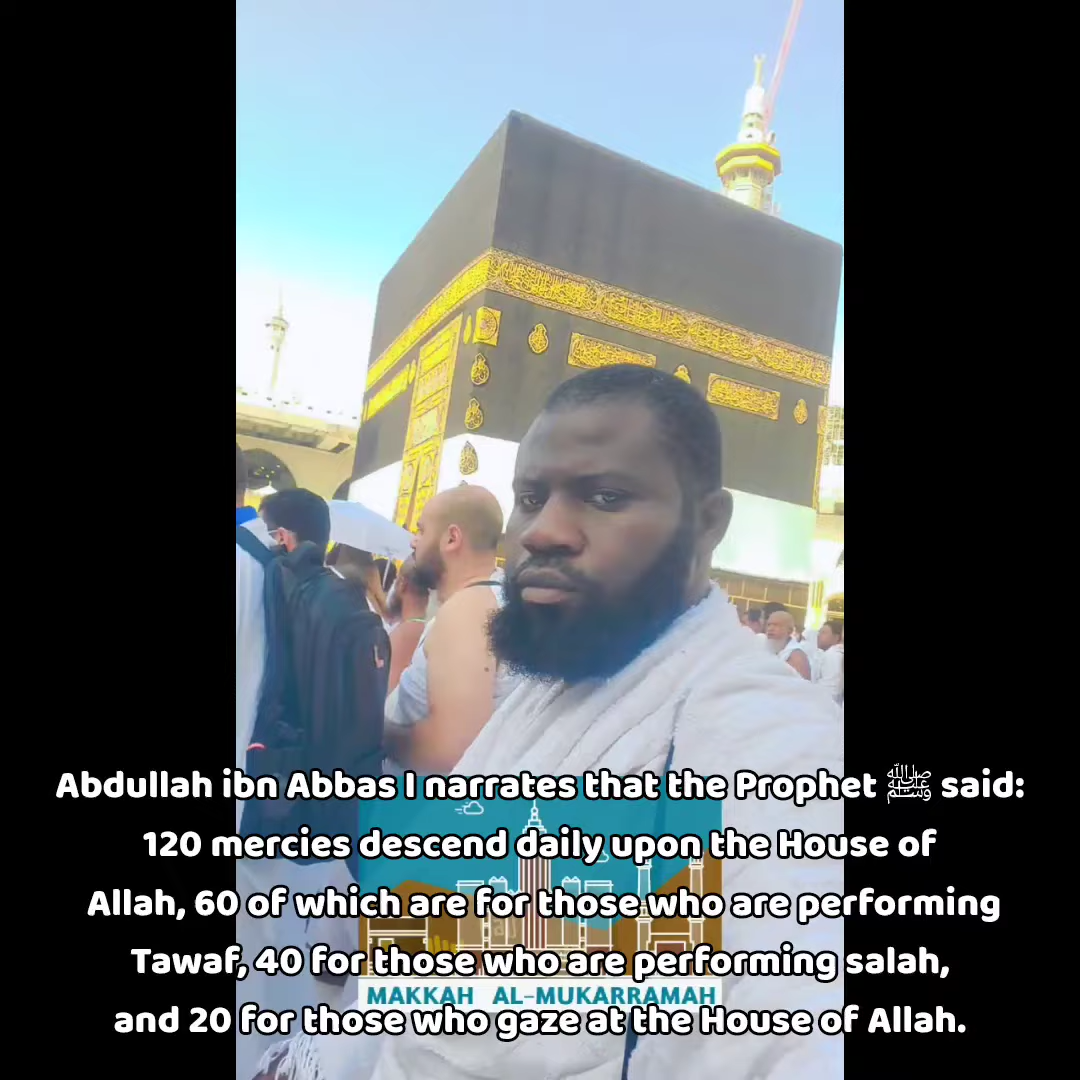 Abdullah ibn Abbas I narrates that the Prophet ﷺ said:
120 mercies descend daily upon the House of
Allah, 60 of which are for those who are performing
Tawaf, 40 for those who are performing salah,
MAKKAH AL-MUKARRAMAH
and 20 for those who gaze at the House of Allah.